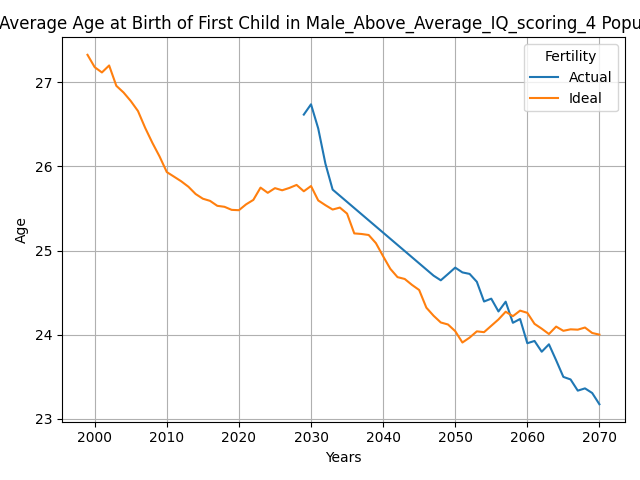 Average Age at Birth of First Child in Male_Above_Average_IQ_scoring_4 Popu
Fertility
Actual
Ideal
27
26
25
24
23
Age
2000 2010 2020 2030 2040 2050 2060 2070
Years